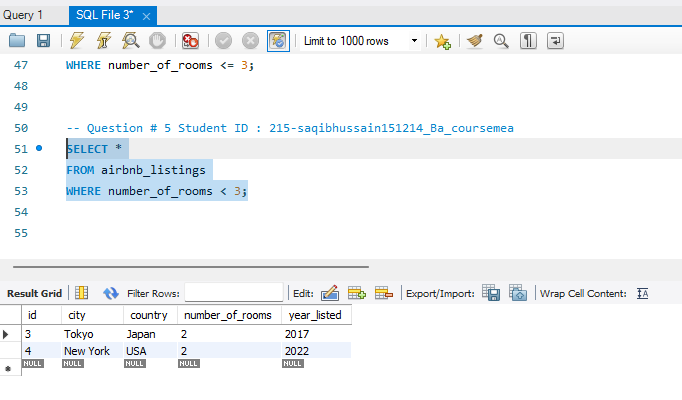 Query 1
SQL File 3*
Limit to 1000 rows
47 WHERE number_of_rooms <= 3;
48
49
50 -- Question # 5 Student ID : 215-saqibhussain151214_Ba_coursemea
51 SELECT *
52 FROM airbnb_listings
53 WHERE number_of_rooms < 3;
54
55
Result Grid Filter Rows: Edit: Export/Import: Wrap Cell Content: IA
id city country number_of_rooms year_listed
3 Tokyo Japan 2 2017
4 New York USA 2 2022
NULL NULL NULL NULL NULL